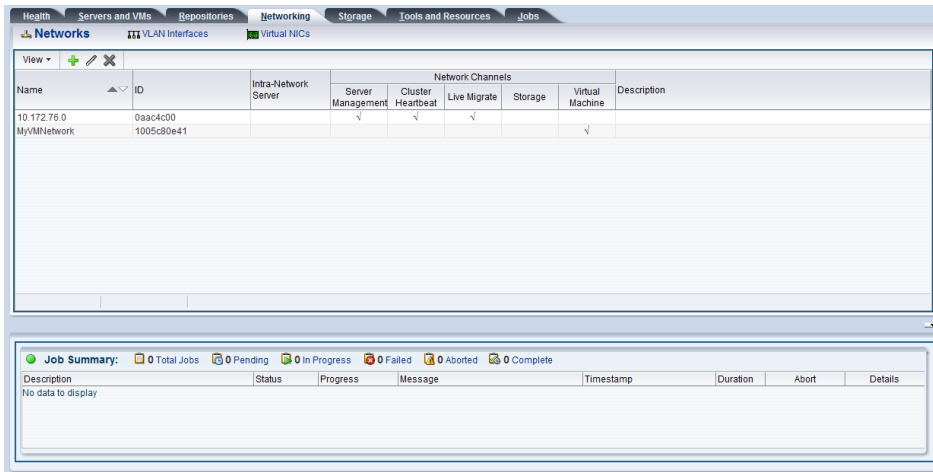 Health Servers and VMs Repositories Networking Storage Tools and Resources Jobs
Networks VLAN Interfaces Virtual NICs
View
Network Channels
Name ID Intra-Network Server Server Management Cluster Heartbeat Live Migrate Storage Virtual Machine Description
10.172.76.0 0aac4c00 √ √ √
MyVMNetwork 1005c80e41 √
Job Summary: 0 Total Jobs 0 Pending 0 In Progress 0 Failed 0 Aborted 0 Complete
Description Status Progress Message Timestamp Duration Abort Details
No data to display